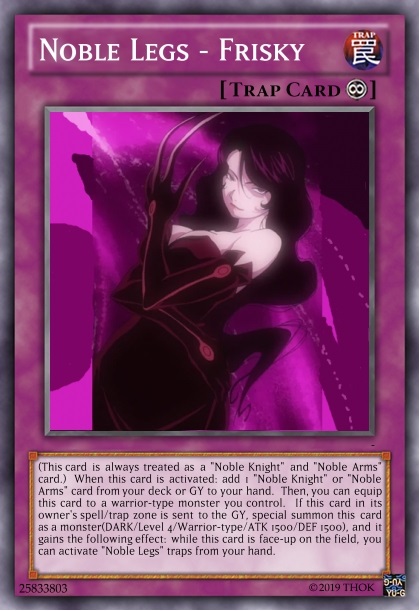 Noble Legs - Frisky
TRAP
罠
[Trap Card]
-
(This card is always treated as a "Noble Knight" and "Noble Arms"
card.) When this card is activated: add 1 "Noble Knight" or "Noble
Arms" card from your deck or GY to your hand. Then, you can equip
this card to a warrior-type monster you control. If this card in its
owner's spell/trap zone is sent to the GY, special summon this card
as a monster(DARK/Level 4/Warrior-type/ATK 1500/DEF 1500), and it
gains the following effect: while this card is face-up on the field, you
can activate "Noble Legs" traps from your hand.
25833803
©2019 THOK
YU-G